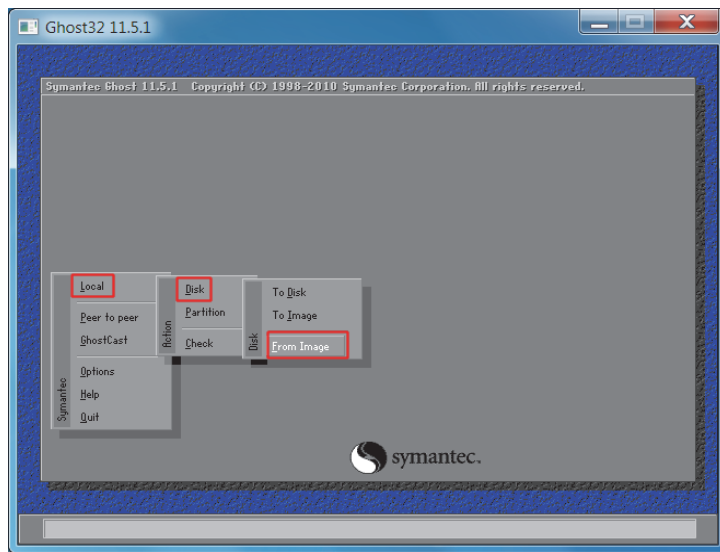 Ghost32 11.5.1
Symantec Ghost 11.5.1 Copyright (C) 1998-2010 Symantec Corporation. All rights reserved.
Local
Peer to peer
GhostCast
Options
Help
Quit
Symantec
Disk
Partition
Check
Action
To Disk
To Image
From Image
Disk
symantec.